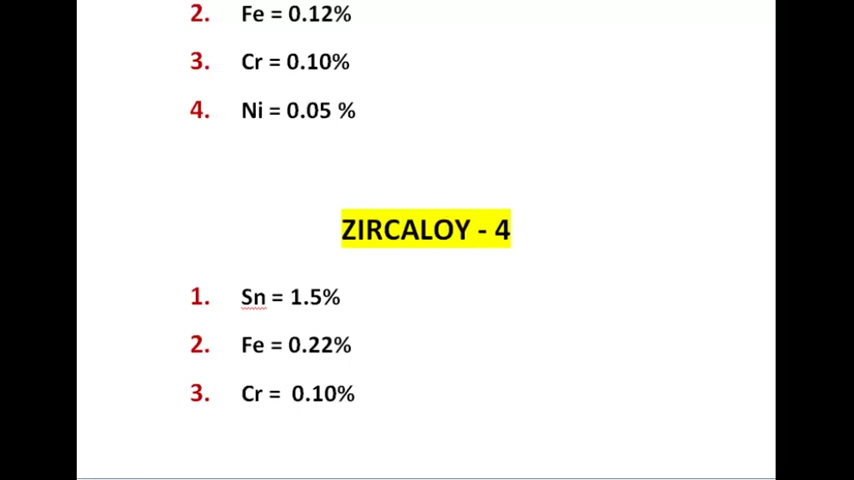 2. Fe = 0.12%
3. Cr = 0.10%
4. Ni = 0.05 %
ZIRCALOY - 4
1. Sn = 1.5%
2. Fe = 0.22%
3. Cr = 0.10%